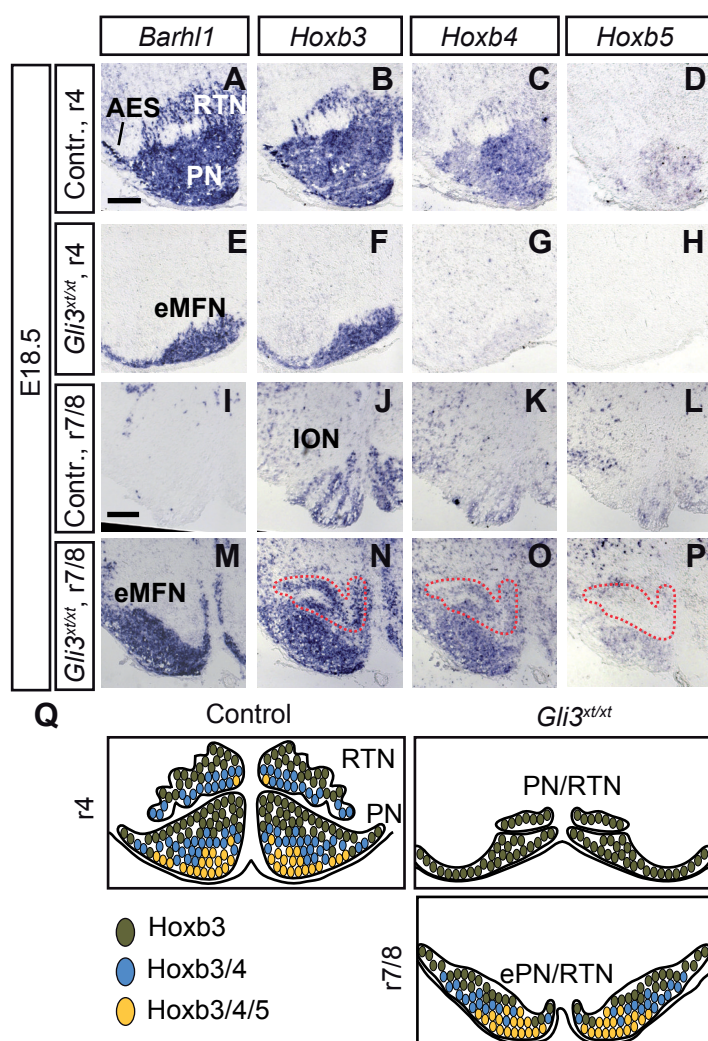 Barhl1 Hoxb3 Hoxb4 Hoxb5
E18.5
Contr., r4
A B C D
AES RTN
PN
Gli3xt/xt, r4
E F G H
eMFN
Contr., r7/8
I J K L
ION
Gli3xt/xt, r7/8
M N O P
eMFN
Q Control Gli3xt/xt
r4
RTN
PN
PN/RTN
Hoxb3
Hoxb3/4
Hoxb3/4/5
r7/8
ePN/RTN